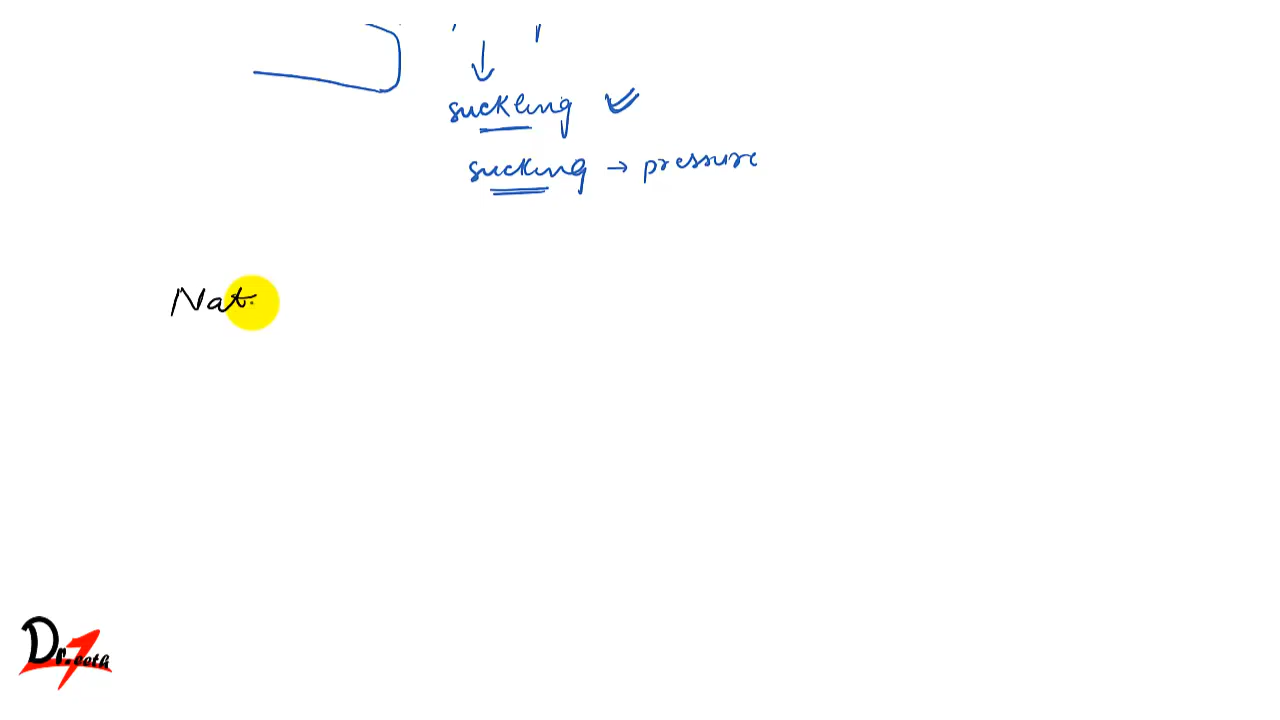 suckling
sucking → pressure
Nat
Dr.